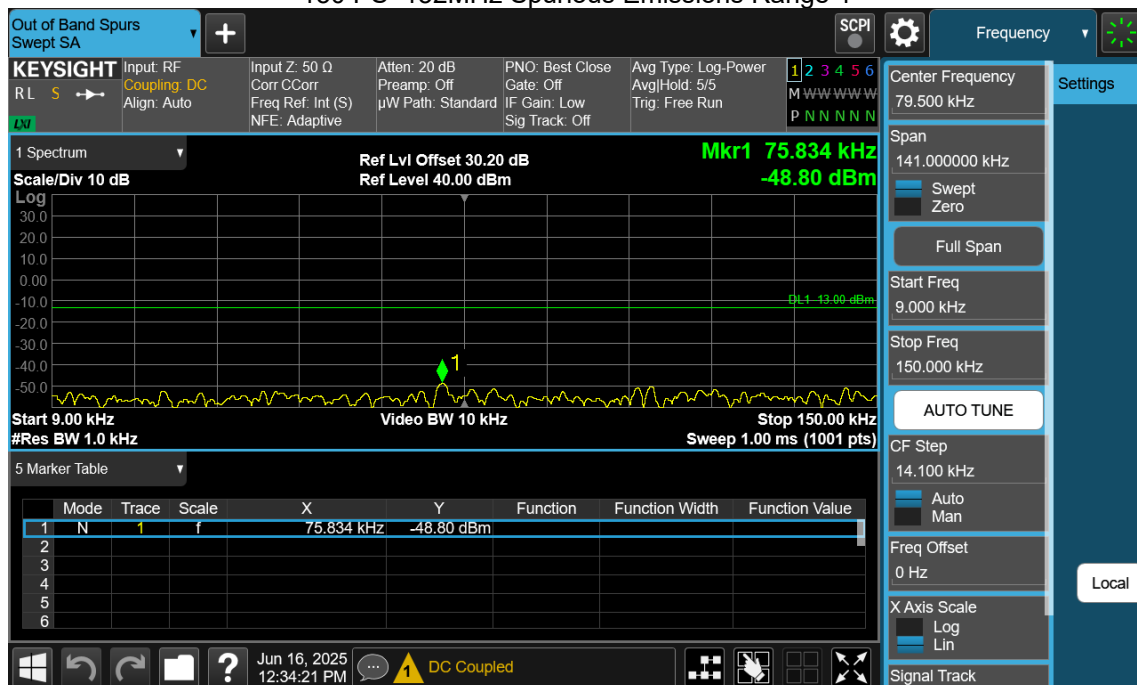 Out of Band Spurs
Swept SA
SCPI
Frequency
KEYSIGHT
RL S
LXI
Input: RF
Coupling: DC
Align: Auto
Input Z: 50 Ω
Corr CCorr
Freq Ref: Int (S)
NFE: Adaptive
Atten: 20 dB
Preamp: Off
µW Path: Standard
PNO: Best Close
Gate: Off
IF Gain: Low
Sig Track: Off
Avg Type: Log-Power
Avg|Hold: 5/5
Trig: Free Run
1 2 3 4 5 6
M W W W W W
P N N N N N
1 Spectrum
Scale/Div 10 dB
Ref Lvl Offset 30.20 dB
Ref Level 40.00 dBm
Mkr1 75.834 kHz
-48.80 dBm
Log
30.0
20.0
10.0
0.00
-10.0
-20.0
-30.0
-40.0
-50.0
DL1 -13.00 dBm
1
Start 9.00 kHz
#Res BW 1.0 kHz
Video BW 10 kHz
Stop 150.00 kHz
Sweep 1.00 ms (1001 pts)
5 Marker Table
Mode Trace Scale X Y Function Function Width Function Value
1 N 1 f 75.834 kHz -48.80 dBm
2
3
4
5
6
Jun 16, 2025
12:34:21 PM
1
DC Coupled
Center Frequency
79.500 kHz
Span
141.000000 kHz
Swept
Zero
Full Span
Start Freq
9.000 kHz
Stop Freq
150.000 kHz
AUTO TUNE
CF Step
14.100 kHz
Auto
Man
Freq Offset
0 Hz
X Axis Scale
Log
Lin
Signal Track
Settings
Local